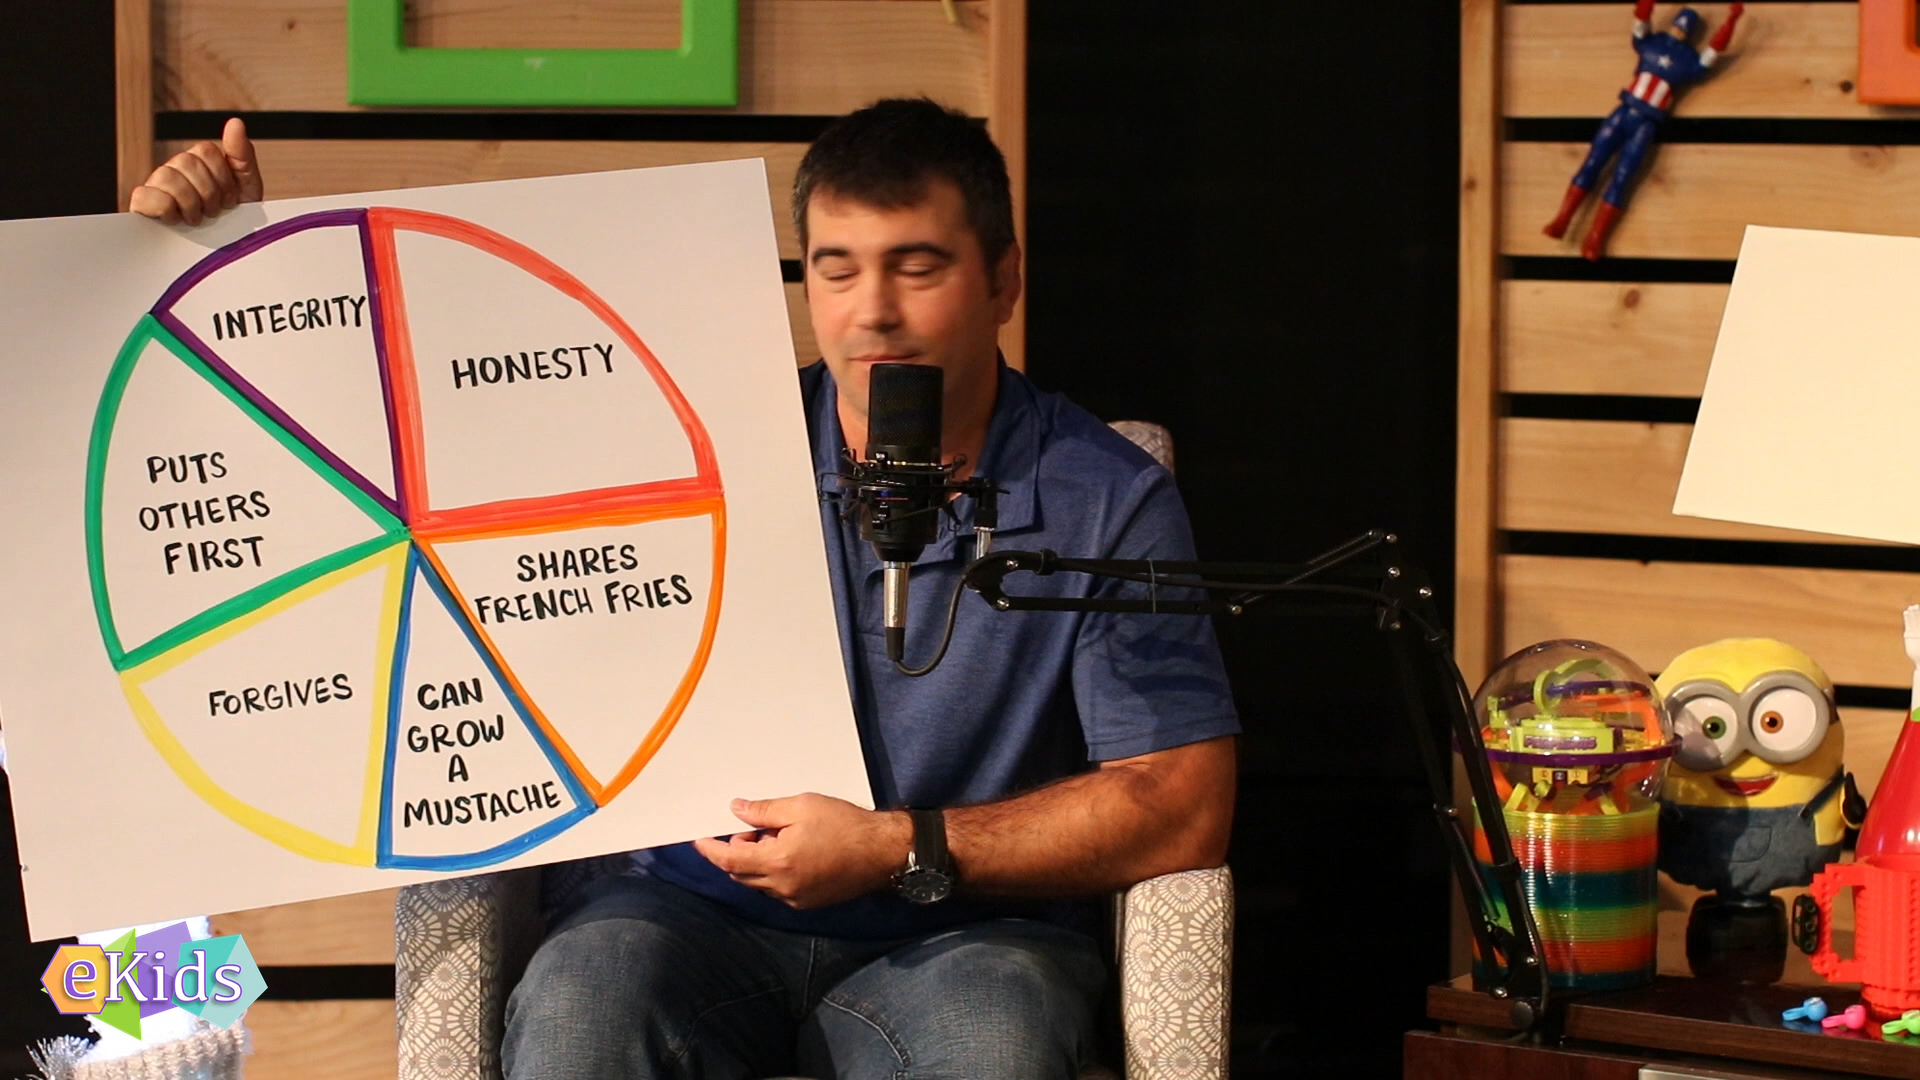 INTEGRITY
HONESTY
PUTS
OTHERS
FIRST
SHARES
FRENCH FRIES
FORGIVES
CAN
GROW
A
MUSTACHE
eKids